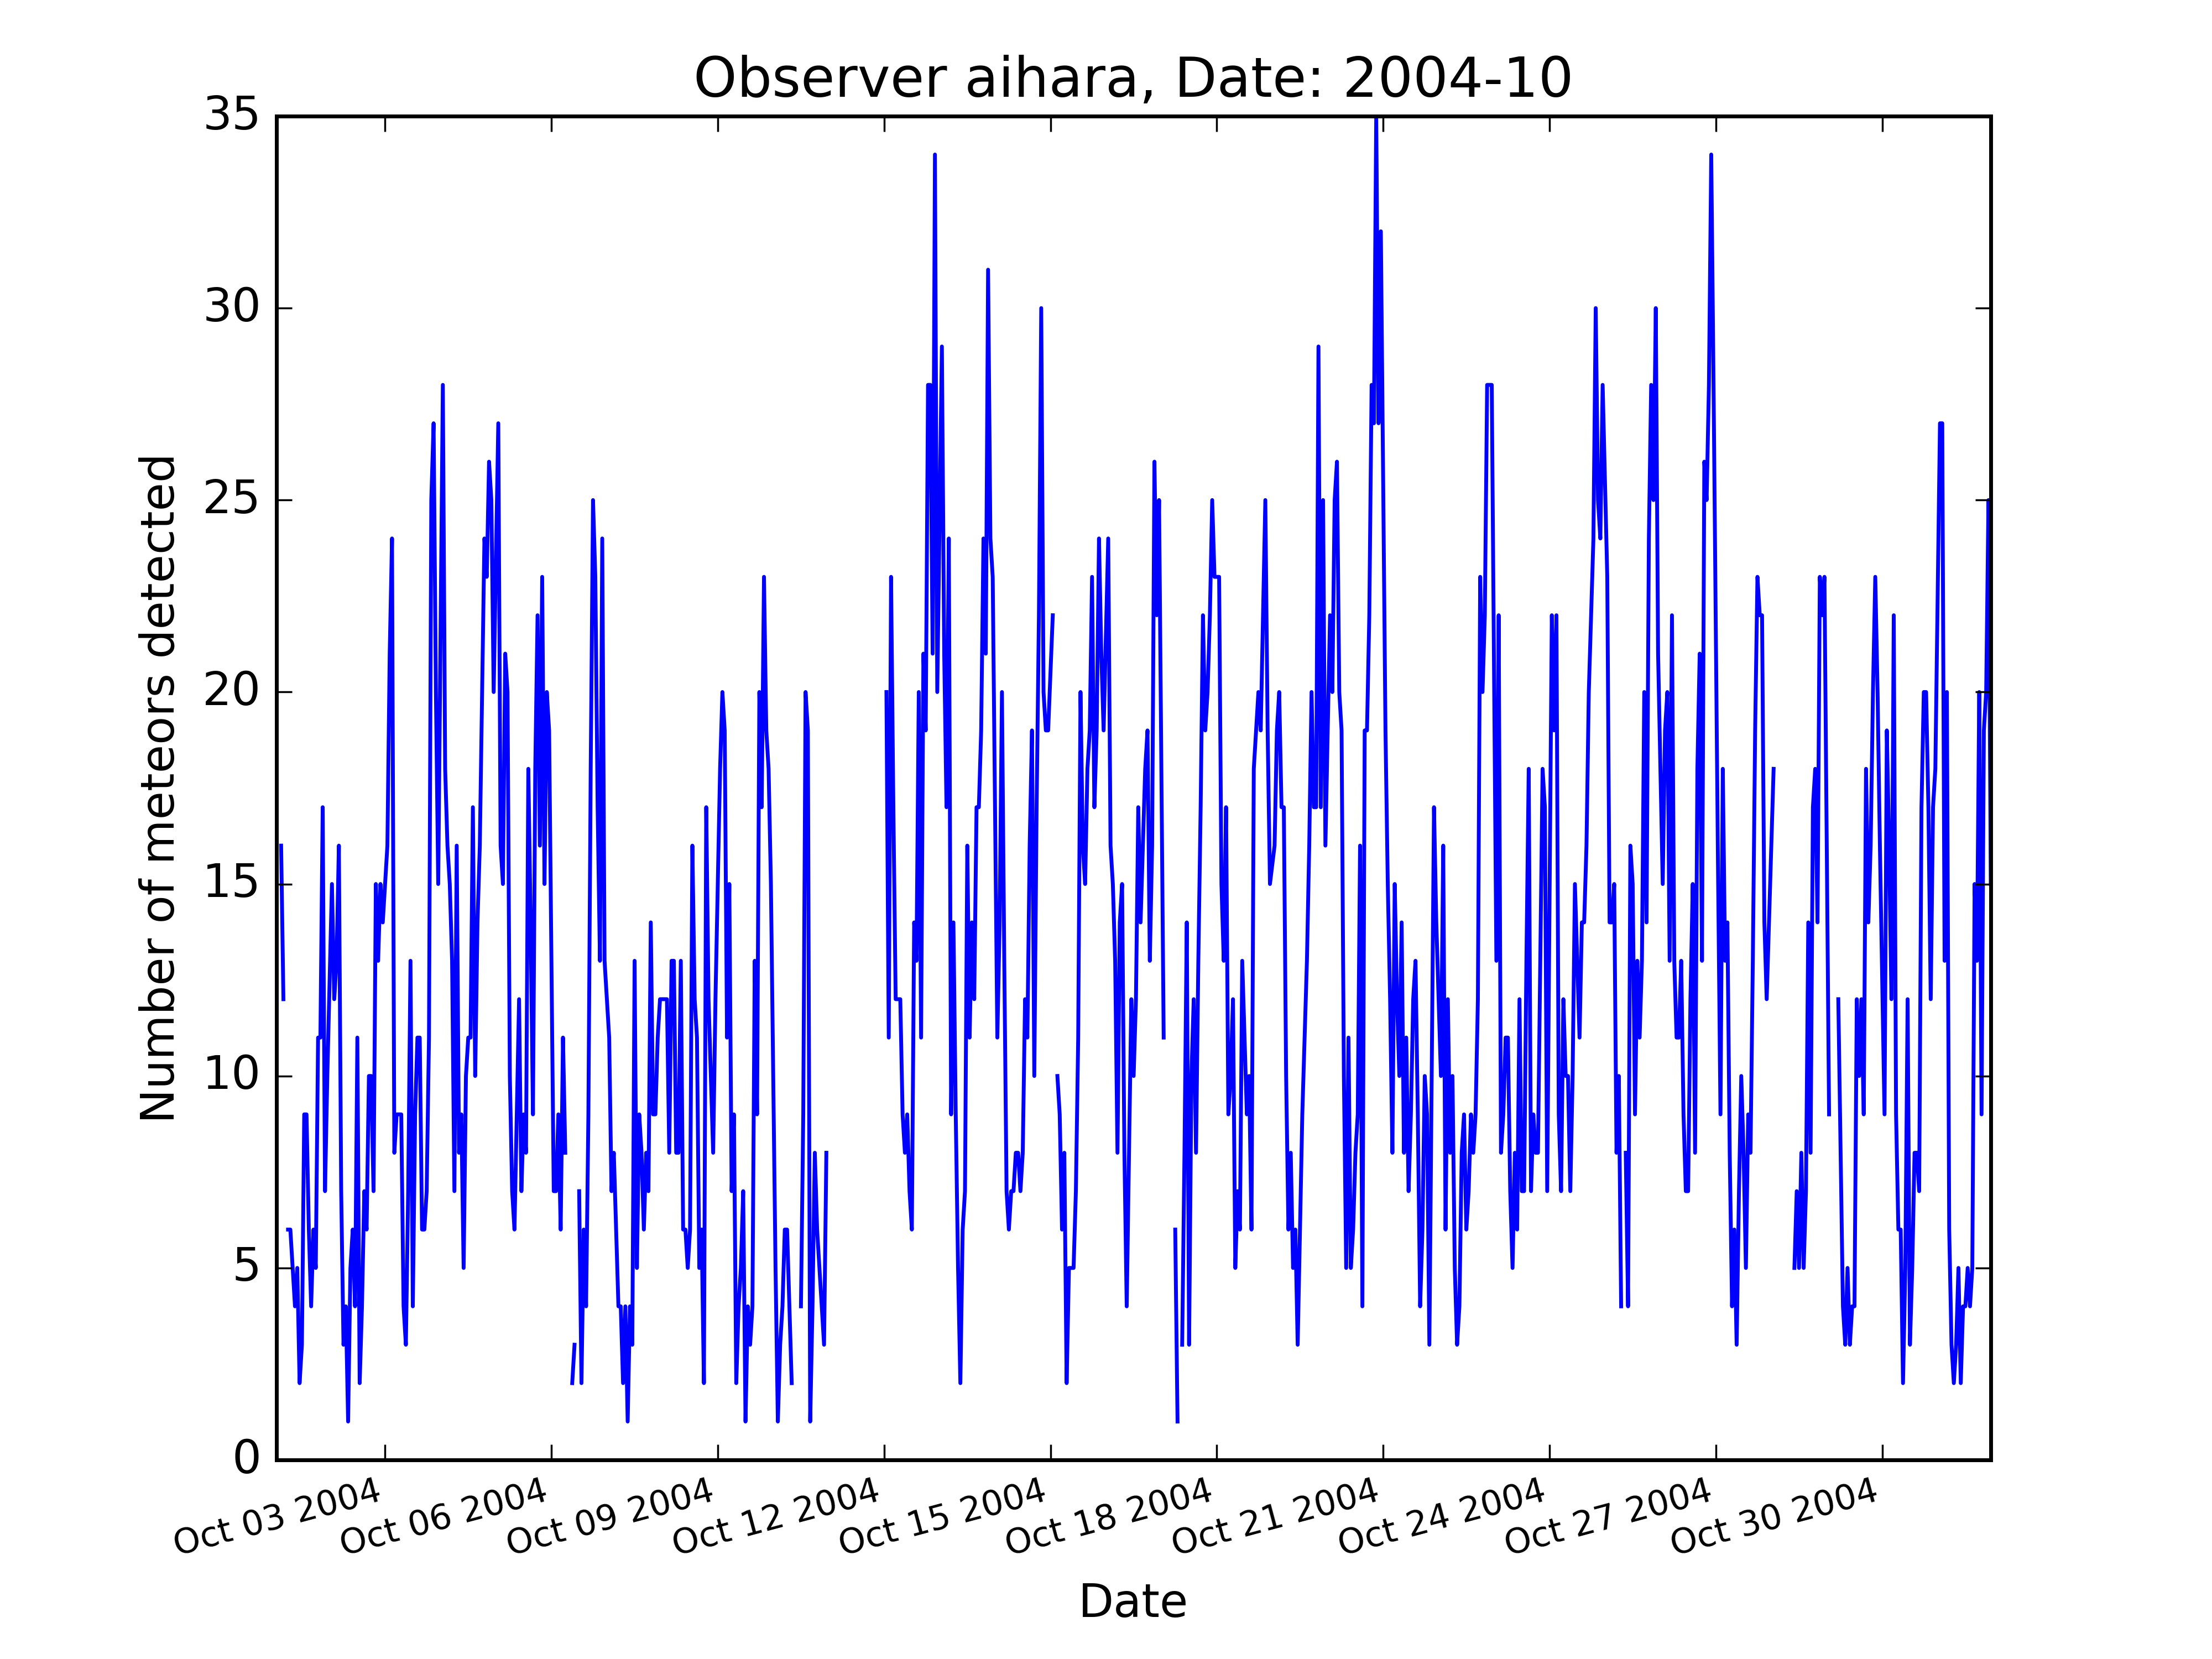 Observer aihara, Date: 2004-10
Number of meteors detected
35
30
25
20
15
10
5
0
Oct 03 2004
Oct 06 2004
Oct 09 2004
Oct 12 2004
Oct 15 2004
Oct 18 2004
Oct 21 2004
Oct 24 2004
Oct 27 2004
Oct 30 2004
Date